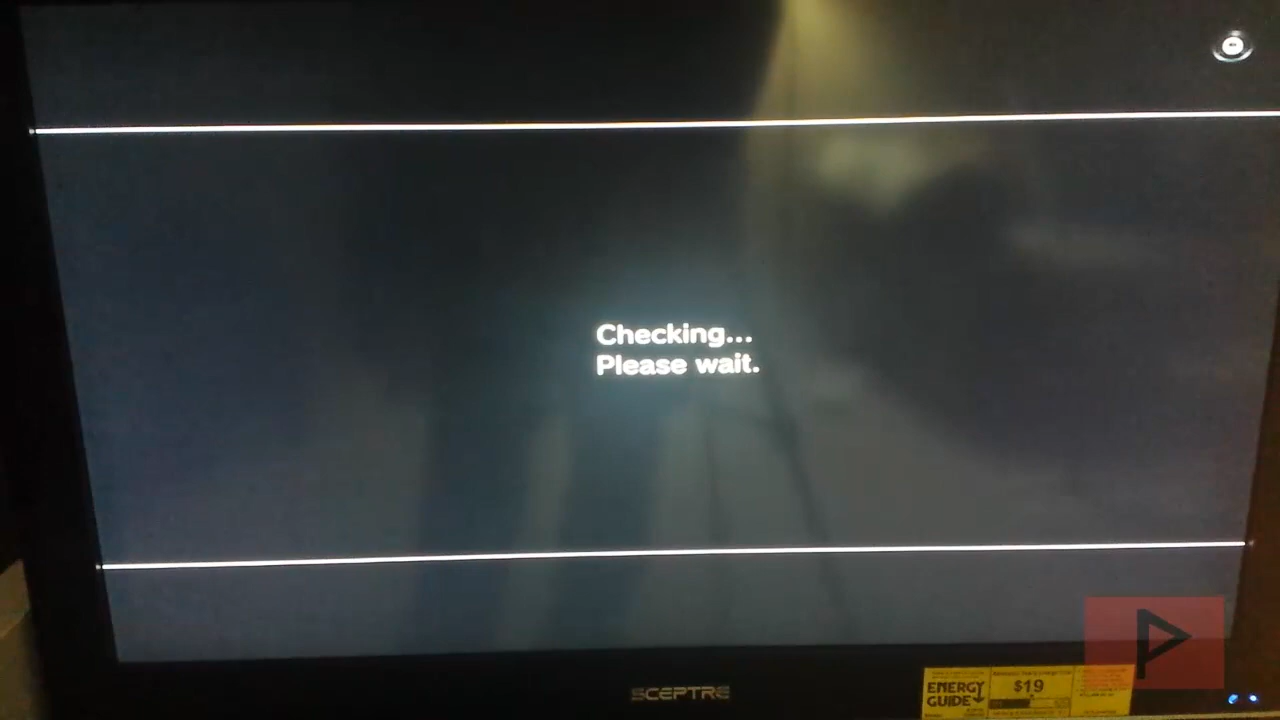 Checking...
Please wait.
SCEPTRE
ENERGY
GUIDE
$19
P